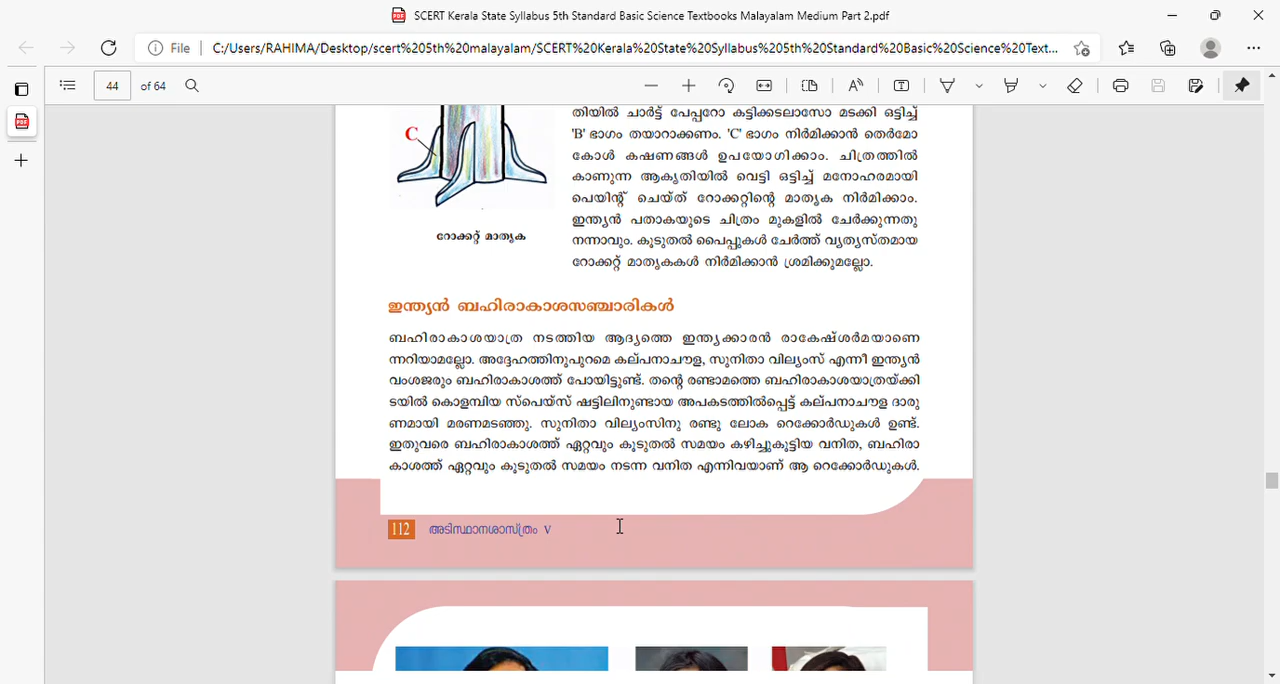 SCERT Kerala State Syllabus 5th Standard Basic Science Textbooks Malayalam Medium Part 2.pdf
File
C:/Users/RAHIMA/Desktop/scert%205th%20malayalam/SCERT%20Kerala%20State%20Syllabus%205th%20Standard%20Basic%20Science%20Text...
44 of 64
തിയിൽ ചാർട്ട് പേപ്പറോ കട്ടിക്കടലാസോ മടക്കി ഒട്ടിച്ച്
'B' ഭാഗം തയാറാക്കണം. 'C' ഭാഗം നിർമിക്കാൻ തെർമോ
C
കോൾ കഷണങ്ങൾ ഉപയോഗിക്കാം. ചിത്രത്തിൽ
കാണുന്ന ആകൃതിയിൽ വെട്ടി ഒട്ടിച്ച് മനോഹരമായി
പെയിന്റ് ചെയ്ത് റോക്കറ്റിന്റെ മാതൃക നിർമിക്കാം.
ഇന്ത്യൻ പതാകയുടെ ചിത്രം മുകളിൽ ചേർക്കുന്നതു
നന്നാവും. കൂടുതൽ പൈപ്പുകൾ ചേർത്ത് വ്യത്യസ്തമായ
റോക്കറ്റ് മാതൃകകൾ നിർമിക്കാൻ ശ്രമിക്കുമല്ലോ.
റോക്കറ്റ് മാതൃക
ഇന്ത്യൻ ബഹിരാകാശസഞ്ചാരികൾ
ബഹിരാകാശയാത്ര നടത്തിയ ആദ്യത്തെ ഇന്ത്യക്കാരൻ രാകേഷ്ശർമയാണെ
ന്നറിയാമല്ലോ. അദ്ദേഹത്തിനുപുറമെ കല്പനാചൗള, സുനിതാ വില്യംസ് എന്നീ ഇന്ത്യൻ
വംശജരും ബഹിരാകാശത്ത് പോയിട്ടുണ്ട്. തന്റെ രണ്ടാമത്തെ ബഹിരാകാശയാത്രയ്ക്കി
ടയിൽ കൊളമ്പിയ സ്പെയ്സ് ഷട്ടിലിനുണ്ടായ അപകടത്തിൽപ്പെട്ട് കല്പനാചൗള ദാരു
ണമായി മരണമടഞ്ഞു. സുനിതാ വില്യംസിനു രണ്ടു ലോക റെക്കോർഡുകൾ ഉണ്ട്.
ഇതുവരെ ബഹിരാകാശത്ത് ഏറ്റവും കൂടുതൽ സമയം കഴിച്ചുകൂട്ടിയ വനിത, ബഹിരാ
കാശത്ത് ഏറ്റവും കൂടുതൽ സമയം നടന്ന വനിത എന്നിവയാണ് ആ റെക്കോർഡുകൾ.
112 അടിസ്ഥാനശാസ്ത്രം V